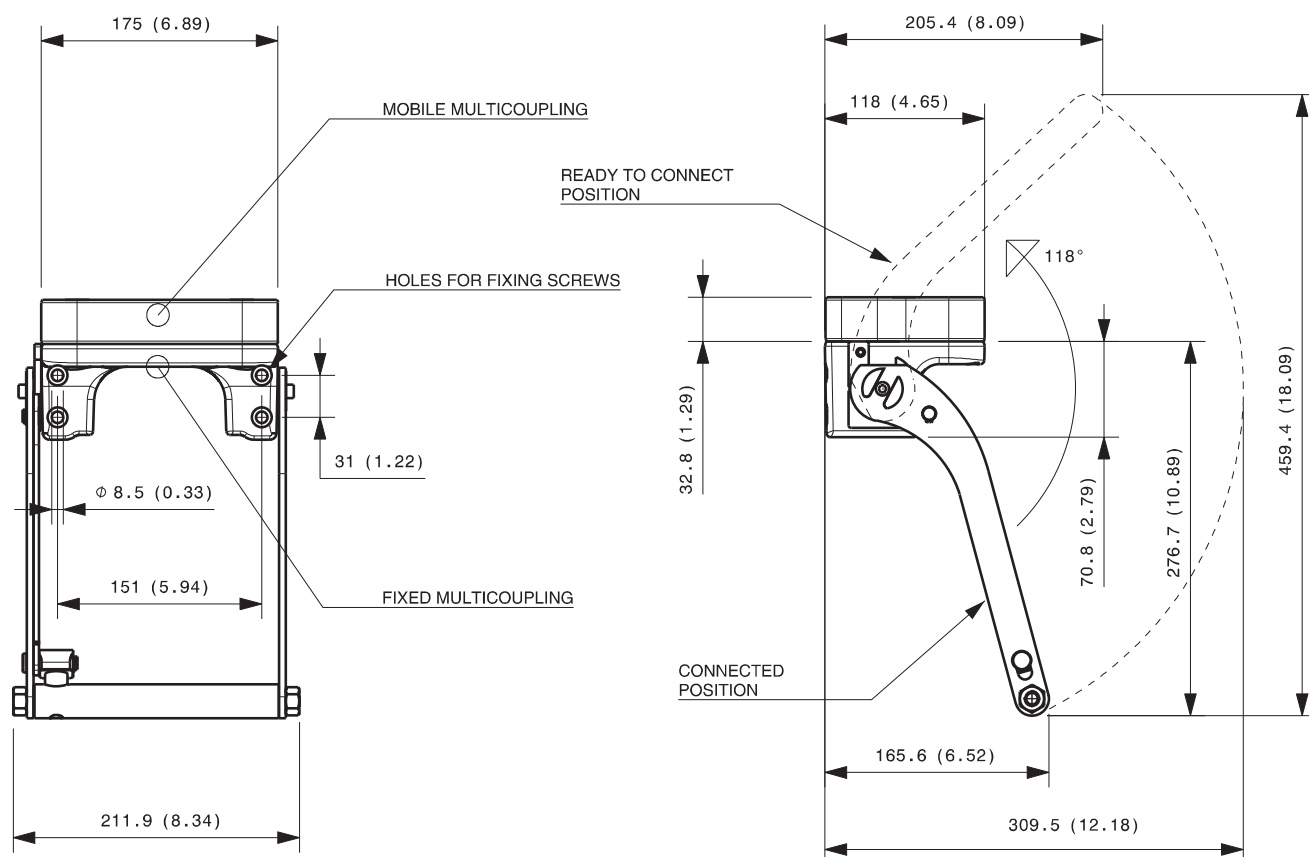 175 (6.89)
MOBILE MULTICOUPLING
HOLES FOR FIXING SCREWS
31 (1.22)
Φ 8.5 (0.33)
151 (5.94)
FIXED MULTICOUPLING
211.9 (8.34)
205.4 (8.09)
118 (4.65)
READY TO CONNECT
POSITION
118°
32.8 (1.29)
70.8 (2.79)
276.7 (10.89)
459.4 (18.09)
CONNECTED
POSITION
165.6 (6.52)
309.5 (12.18)